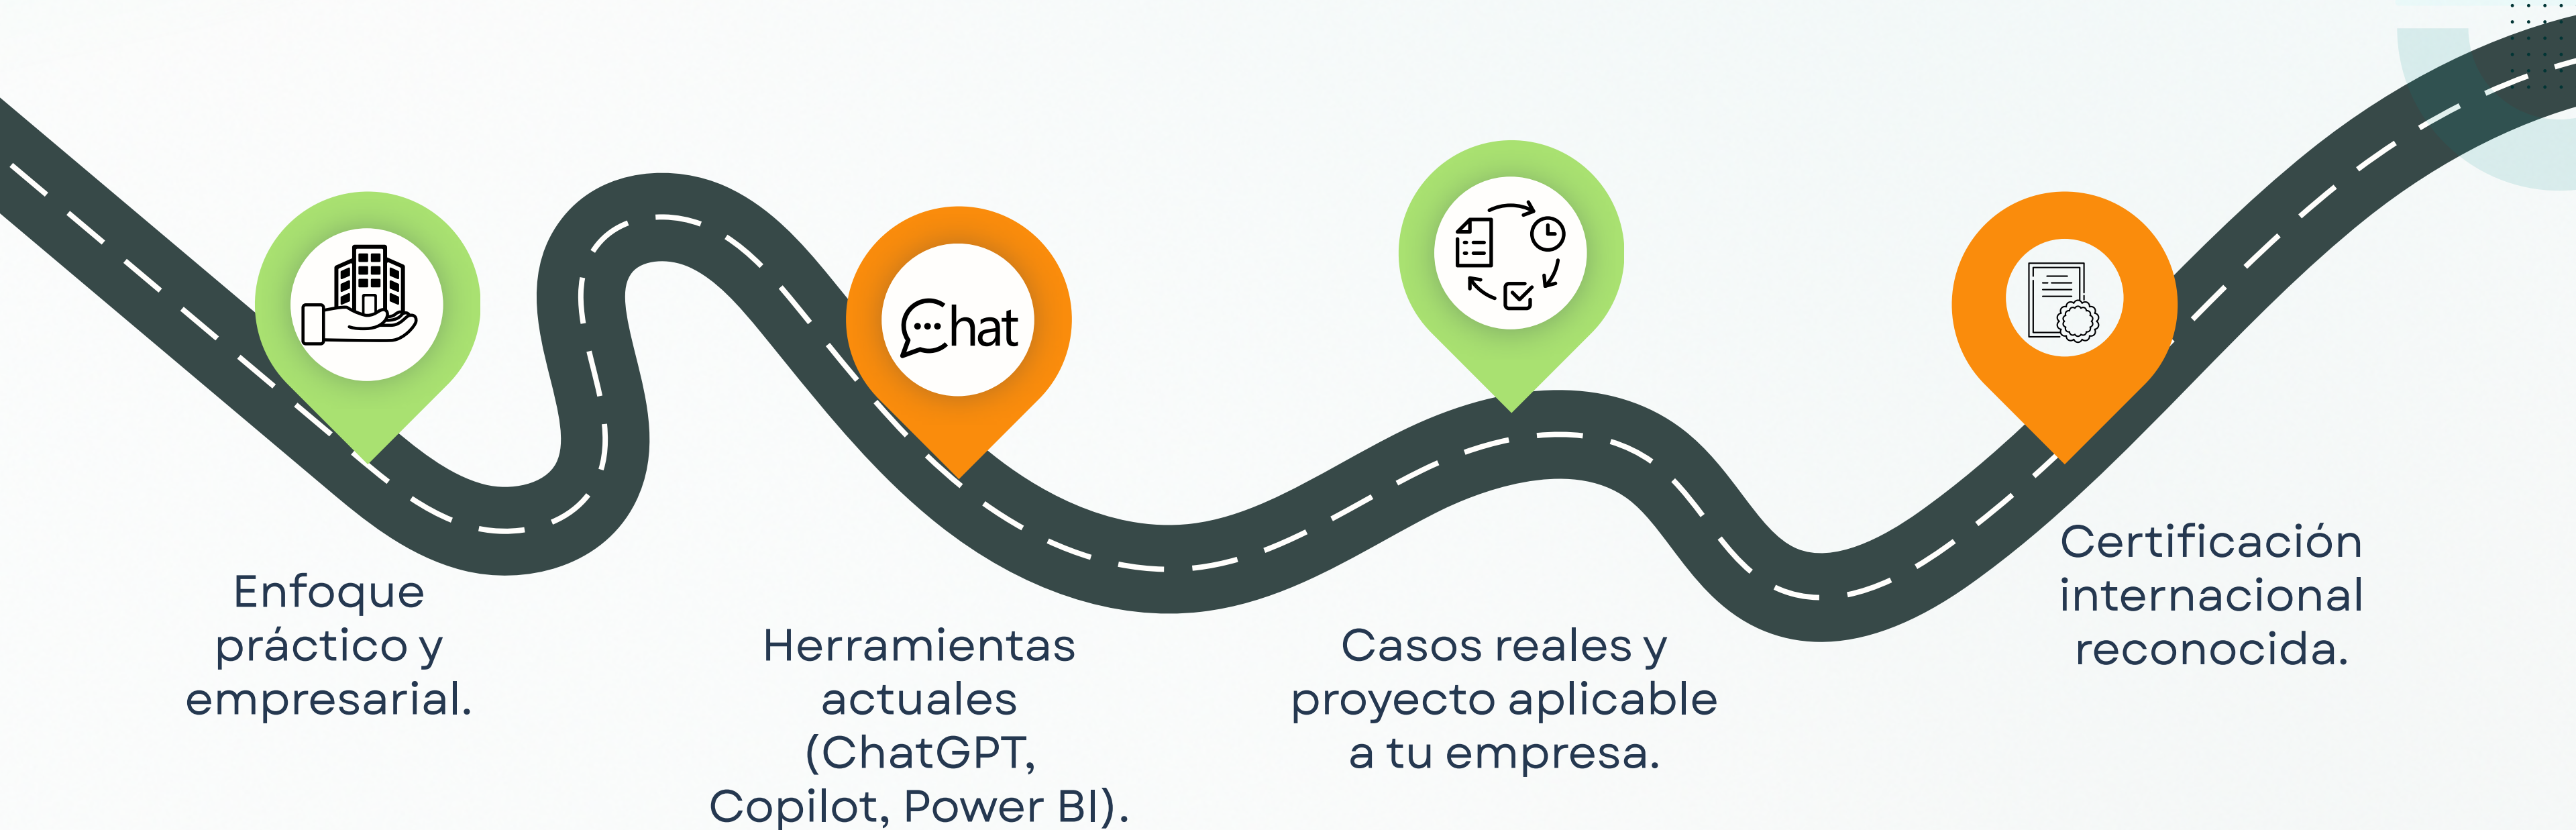 Chat
Enfoque
práctico y
empresarial.
Herramientas
actuales
(ChatGPT,
Copilot, Power BI).
Casos reales y
proyecto aplicable
a tu empresa.
Certificación
internacional
reconocida.